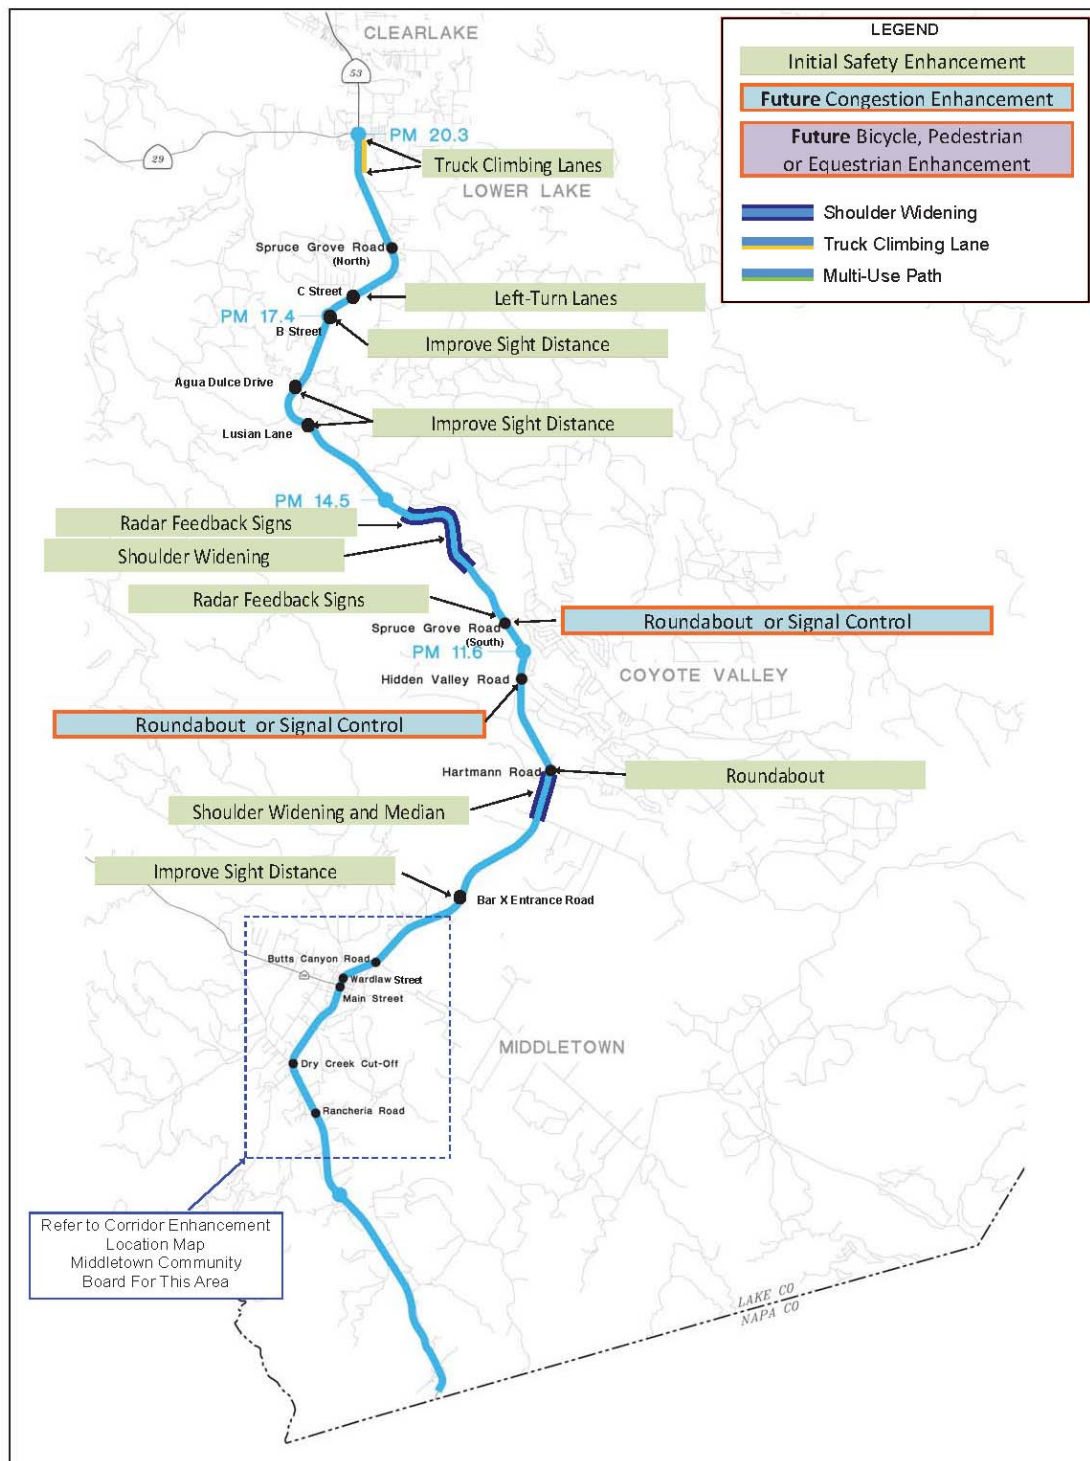 CLEARLAKE
LEGEND
Initial Safety Enhancement
Future Congestion Enhancement
Future Bicycle, Pedestrian
or Equestrian Enhancement
Shoulder Widening
Truck Climbing Lane
Multi-Use Path
53
29
PM 20.3
Truck Climbing Lanes
LOWER LAKE
Spruce Grove Road
(North)
C Street
Left-Turn Lanes
PM 17.4
B Street
Improve Sight Distance
Agua Dulce Drive
Improve Sight Distance
Lusian Lane
PM 14.5
Radar Feedback Signs
Shoulder Widening
Radar Feedback Signs
Spruce Grove Road
(South)
Roundabout or Signal Control
PM 11.6
COYOTE VALLEY
Hidden Valley Road
Roundabout or Signal Control
Hartmann Road
Roundabout
Shoulder Widening and Median
Improve Sight Distance
Bar X Entrance Road
Butts Canyon Road
Wardlaw Street
Main Street
MIDDLETOWN
Dry Creek Cut-Off
Rancheria Road
Refer to Corridor Enhancement
Location Map
Middletown Community
Board For This Area
LAKE CO
NAPA CO